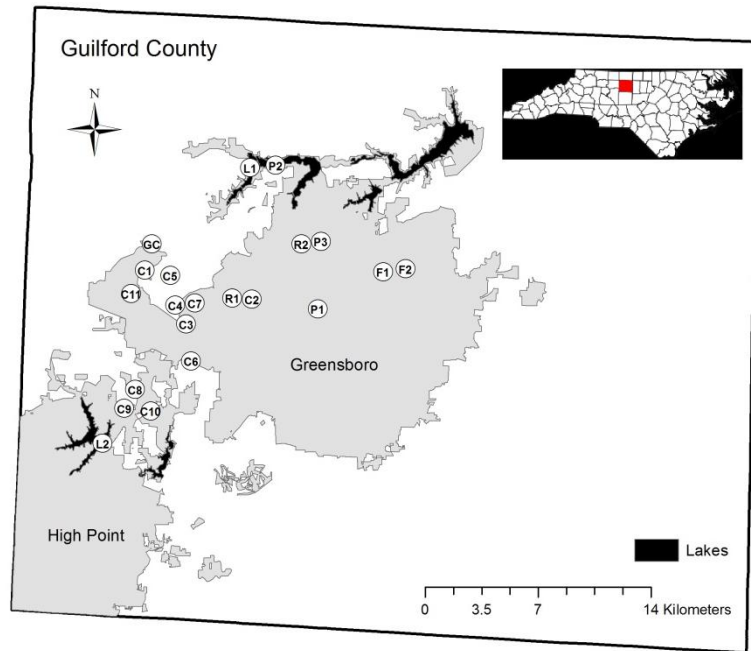 Guilford County
N
L1
P2
GC
R2
P3
C1
C5
F1
F2
C11
C4
C7
R1
C2
P1
C3
C6
Greensboro
C8
C9
C10
L2
High Point
Lakes
0 3.5 7 14 Kilometers